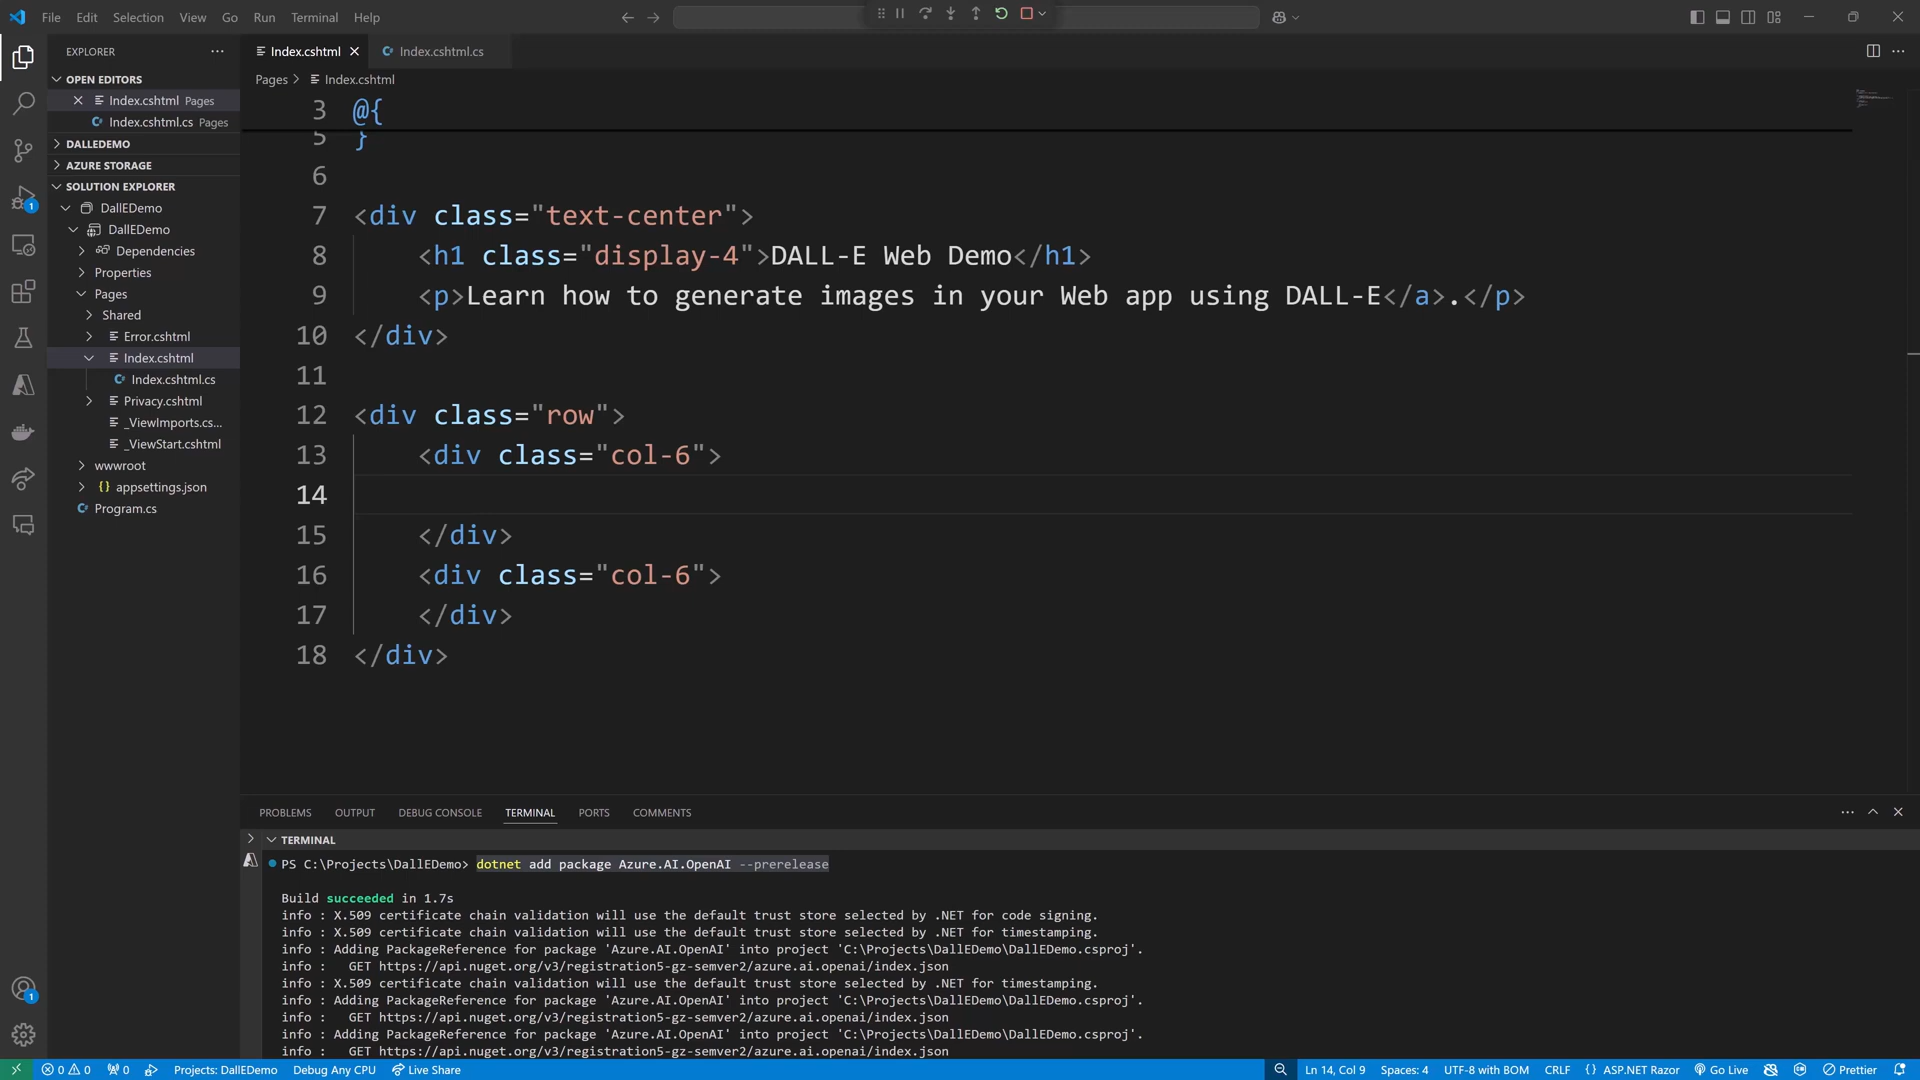 File Edit Selection View Go Run Terminal Help
EXPLORER
OPEN EDITORS
Index.cshtml Pages
Index.cshtml.cs Pages
DALLEDEMO
AZURE STORAGE
SOLUTION EXPLORER
DallEDemo
DallEDemo
Dependencies
Properties
Pages
Shared
Error.cshtml
Index.cshtml
Index.cshtml.cs
Privacy.cshtml
_ViewImports.cs...
_ViewStart.cshtml
wwwroot
{} appsettings.json
Program.cs
1
1
Index.cshtml Index.cshtml.cs
Pages > Index.cshtml
3 @{
5 }
6
7 <div class="text-center">
8 <h1 class="display-4">DALL-E Web Demo</h1>
9 <p>Learn how to generate images in your Web app using DALL-E</a>.</p>
10 </div>
11
12 <div class="row">
13 <div class="col-6">
14
15 </div>
16 <div class="col-6">
17 </div>
18 </div>
PROBLEMS OUTPUT DEBUG CONSOLE TERMINAL PORTS COMMENTS
TERMINAL
PS C:\Projects\DallEDemo> dotnet add package Azure.AI.OpenAI --prerelease
Build succeeded in 1.7s
info : X.509 certificate chain validation will use the default trust store selected by .NET for code signing.
info : X.509 certificate chain validation will use the default trust store selected by .NET for timestamping.
info : Adding PackageReference for package 'Azure.AI.OpenAI' into project 'C:\Projects\DallEDemo\DallEDemo.csproj'.
info :   GET https://api.nuget.org/v3/registration5-gz-semver2/azure.ai.openai/index.json
info : X.509 certificate chain validation will use the default trust store selected by .NET for timestamping.
info : Adding PackageReference for package 'Azure.AI.OpenAI' into project 'C:\Projects\DallEDemo\DallEDemo.csproj'.
info :   GET https://api.nuget.org/v3/registration5-gz-semver2/azure.ai.openai/index.json
info : Adding PackageReference for package 'Azure.AI.OpenAI' into project 'C:\Projects\DallEDemo\DallEDemo.csproj'.
info :   GET https://api.nuget.org/v3/registration5-gz-semver2/azure.ai.openai/index.json
0 0 0 Projects: DallEDemo Debug Any CPU Live Share Ln 14, Col 9 Spaces: 4 UTF-8 with BOM CRLF {} ASP.NET Razor Go Live Prettier